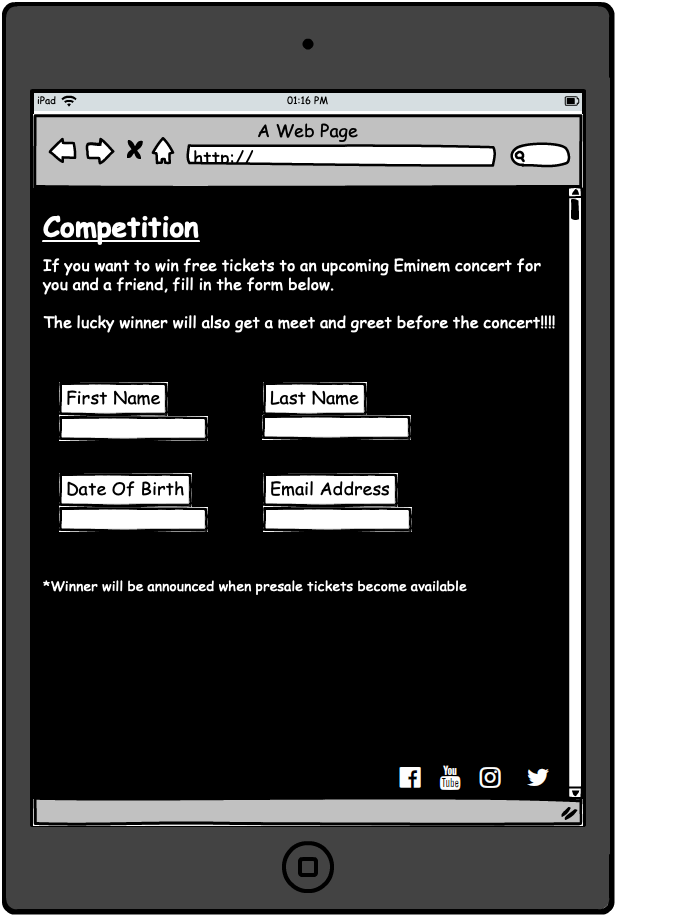 iPad 01:16 PM
A Web Page
http://
Competition
If you want to win free tickets to an upcoming Eminem concert for
you and a friend, fill in the form below.
The lucky winner will also get a meet and greet before the concert!!!!
First Name Last Name
Date Of Birth Email Address
*Winner will be announced when presale tickets become available
You
Tube